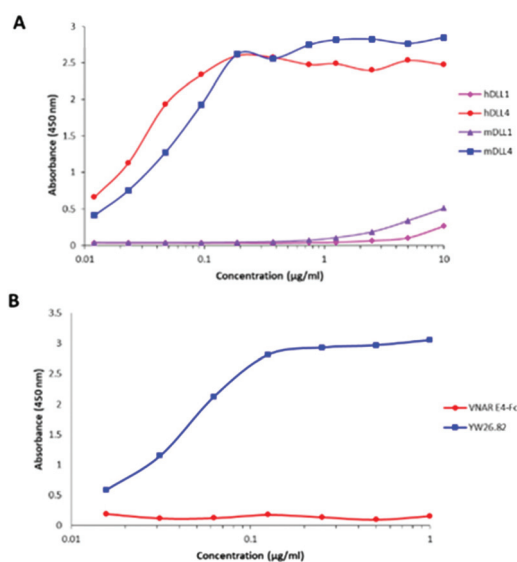 A
Absorbance (450 nm)
3
2.5
2
1.5
1
0.5
0
0.01
0.1
1
10
Concentration (µg/ml)
hDLL1
hDLL4
mDLL1
mDLL4
B
Absorbance (450 nm)
3.5
3
2.5
2
1.5
1
0.5
0
0.01
0.1
1
Concentration (µg/ml)
VNAR E4-Fc
YW26.82